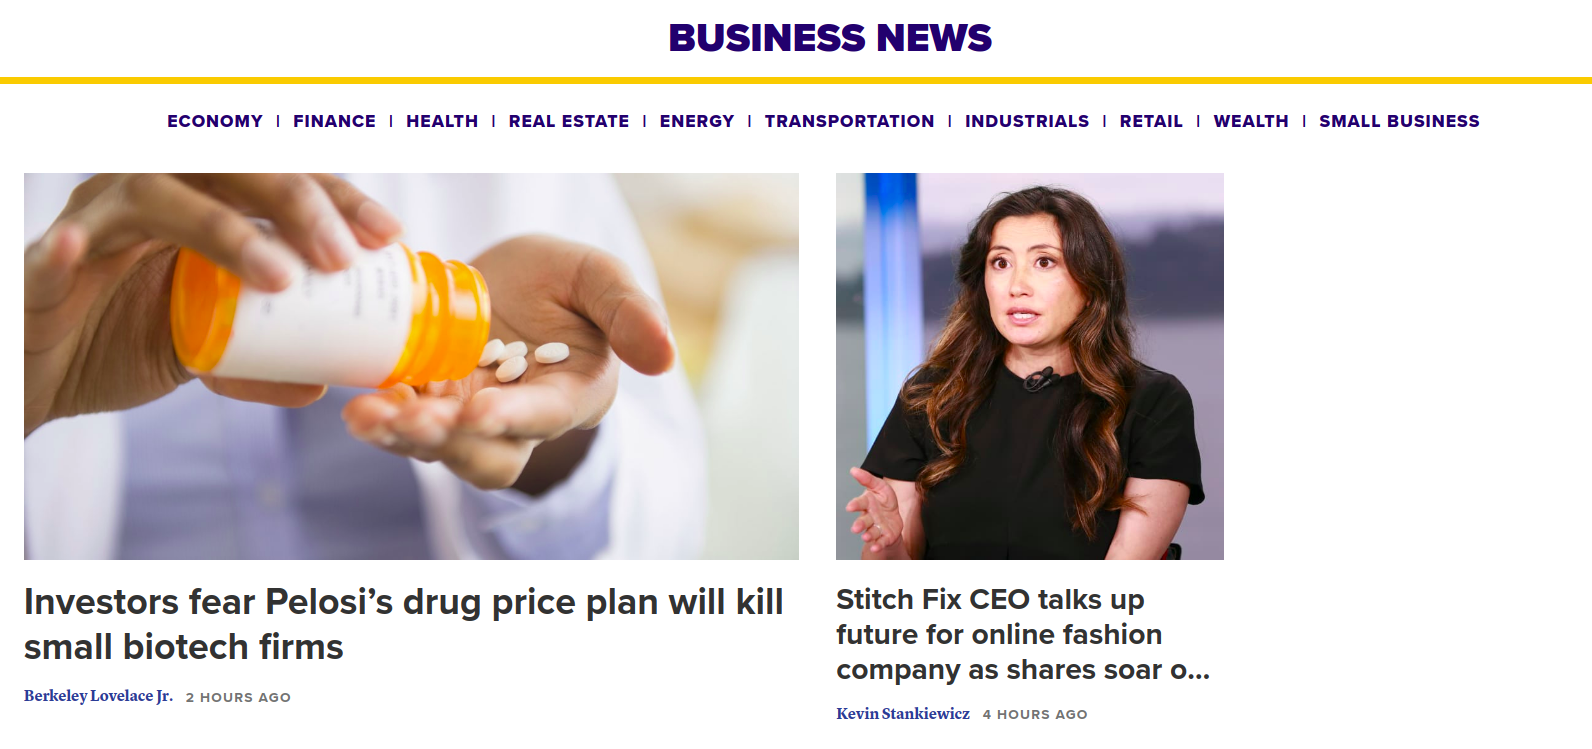 BUSINESS NEWS
ECONOMY | FINANCE | HEALTH | REAL ESTATE | ENERGY | TRANSPORTATION | INDUSTRIALS | RETAIL | WEALTH | SMALL BUSINESS
Investors fear Pelosi’s drug price plan will kill
small biotech firms
Berkeley Lovelace Jr. 2 HOURS AGO
Stitch Fix CEO talks up
future for online fashion
company as shares soar o...
Kevin Stankiewicz 4 HOURS AGO